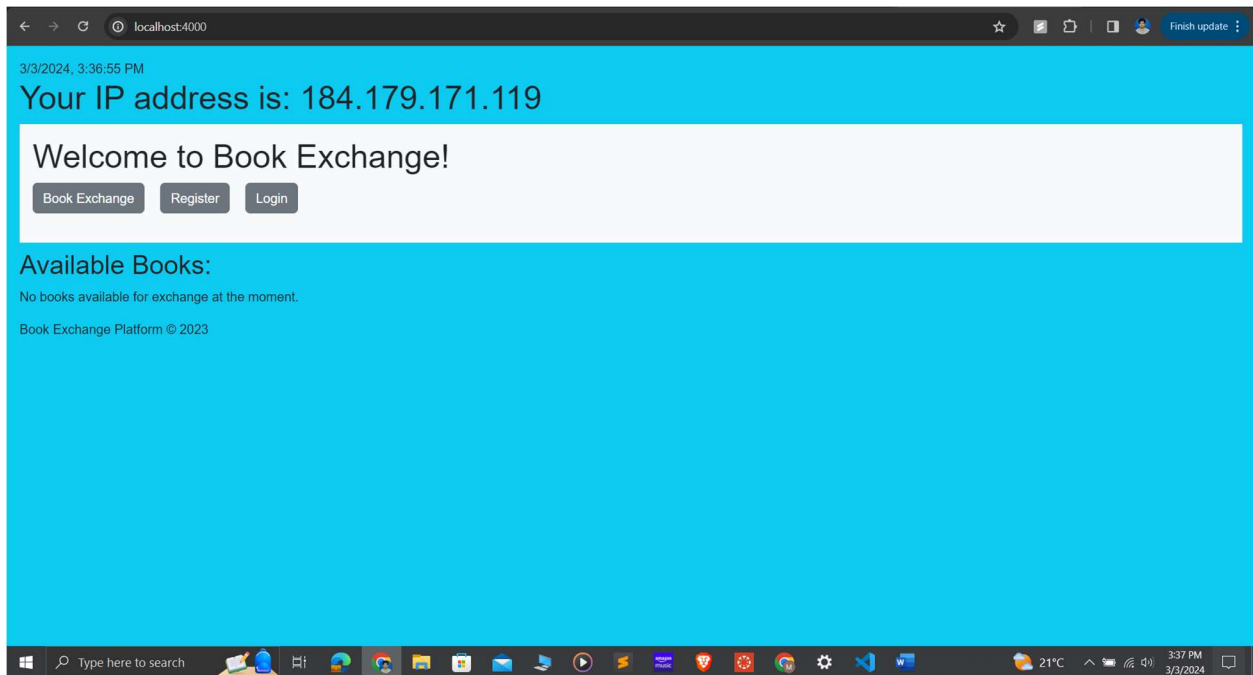 localhost:4000
Finish update
3/3/2024, 3:36:55 PM
Your IP address is: 184.179.171.119
Welcome to Book Exchange!
Book Exchange Register Login
Available Books:
No books available for exchange at the moment.
Book Exchange Platform © 2023
Type here to search
amazon music
21°C
3:37 PM
3/3/2024